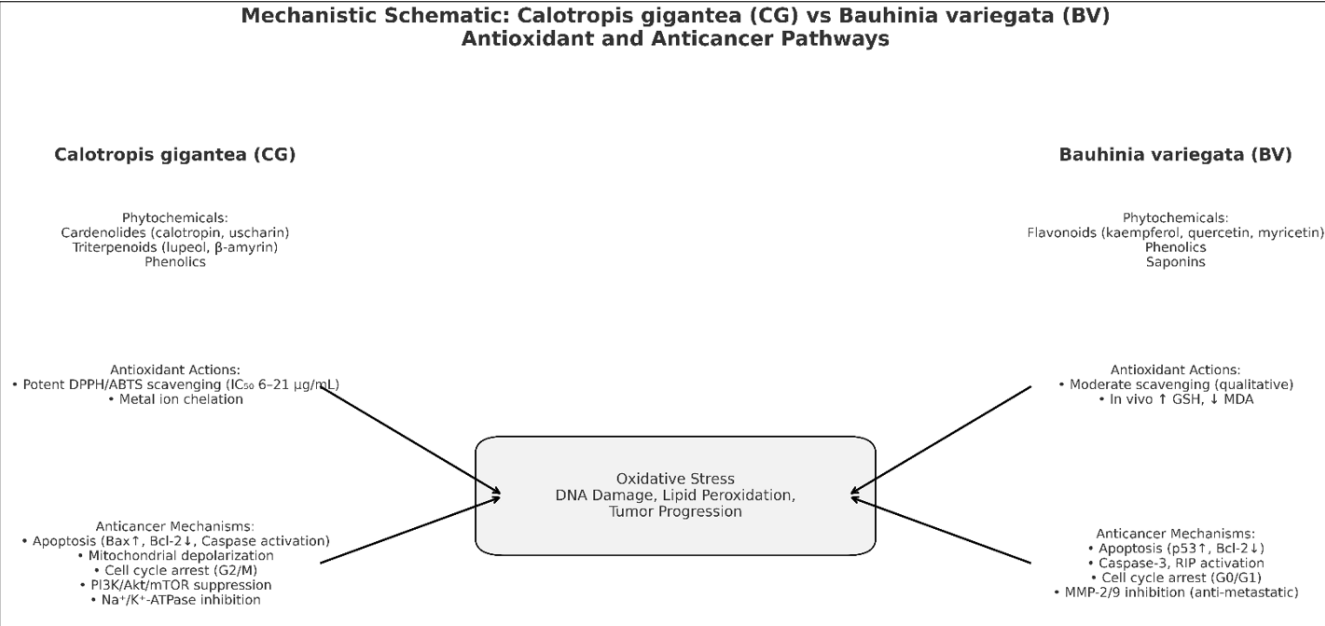 Mechanistic Schematic: Calotropis gigantea (CG) vs Bauhinia variegata (BV)
Antioxidant and Anticancer Pathways
Calotropis gigantea (CG)
Phytochemicals:
Cardenolides (calotropin, uscharin)
Triterpenoids (lupeol, β-amyrin)
Phenolics
Antioxidant Actions:
• Potent DPPH/ABTS scavenging (IC₅₀ 6–21 µg/mL)
• Metal ion chelation
Anticancer Mechanisms:
• Apoptosis (Bax↑, Bcl-2↓, Caspase activation)
• Mitochondrial depolarization
• Cell cycle arrest (G2/M)
• PI3K/Akt/mTOR suppression
• Na⁺/K⁺-ATPase inhibition
Oxidative Stress
DNA Damage, Lipid Peroxidation,
Tumor Progression
Bauhinia variegata (BV)
Phytochemicals:
Flavonoids (kaempferol, quercetin, myricetin)
Phenolics
Saponins
Antioxidant Actions:
• Moderate scavenging (qualitative)
• In vivo ↑ GSH, ↓ MDA
Anticancer Mechanisms:
• Apoptosis (p53↑, Bcl-2↓)
• Caspase-3, RIP activation
• Cell cycle arrest (G0/G1)
• MMP-2/9 inhibition (anti-metastatic)